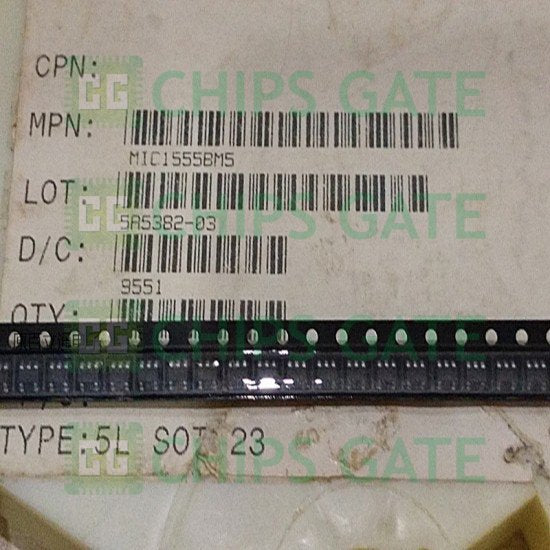 CPN:
CHIPS GATE
MPN:
MIC1555BM5
LOT:
CHIPS GATE
5A5382-03
D/C:
9551
QTY:
CHIPS GATE
TYPE:5L SOT 23
CHIPS GATE